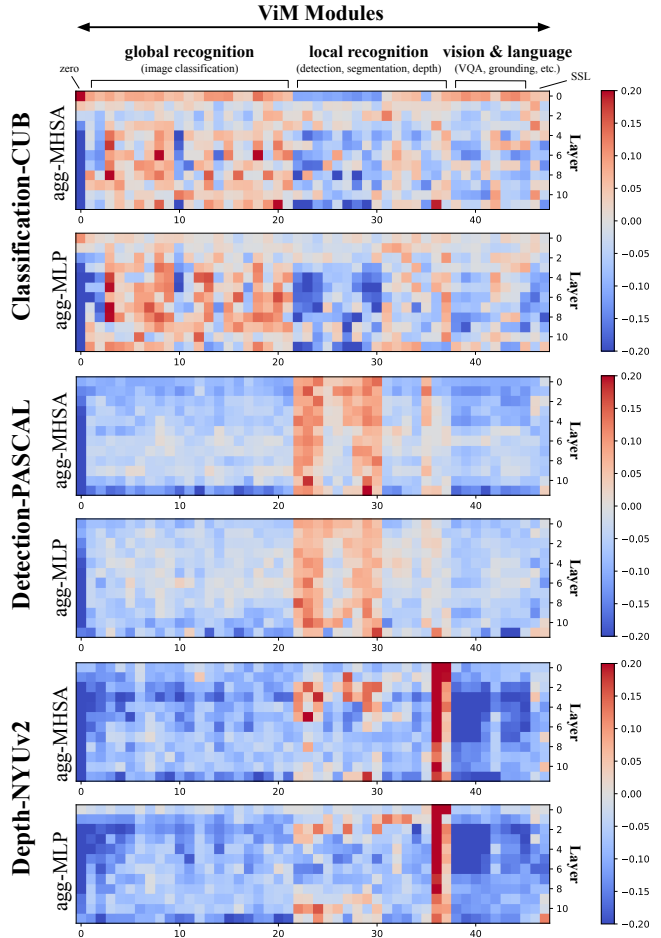 ViM Modules
global recognition local recognition vision & language
zero (image classification) (detection, segmentation, depth) (VQA, grounding, etc.) SSL
Classification-CUB
agg-MHSA
0 10 20 30 40
Layer
0 2 4 6 8 10
agg-MLP
0 10 20 30 40
Layer
0 2 4 6 8 10
0.20
0.15
0.10
0.05
0.00
−0.05
−0.10
−0.15
−0.20
Detection-PASCAL
agg-MHSA
0 10 20 30 40
Layer
0 2 4 6 8 10
agg-MLP
0 10 20 30 40
Layer
0 2 4 6 8 10
0.20
0.15
0.10
0.05
0.00
−0.05
−0.10
−0.15
−0.20
Depth-NYUv2
agg-MHSA
0 10 20 30 40
Layer
0 2 4 6 8 10
agg-MLP
0 10 20 30 40
Layer
0 2 4 6 8 10
0.20
0.15
0.10
0.05
0.00
−0.05
−0.10
−0.15
−0.20